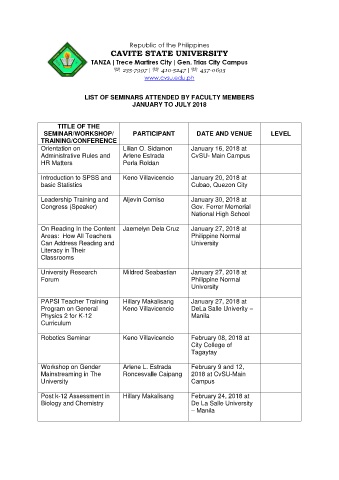 Republic of the Philippines
CAVITE STATE UNIVERSITY
TANZA | Trece Martires City | Gen. Trias City Campus
☏ 235-7997 | ☏ 410-5247 | ☏ 437-0693
www.cvsu.edu.ph
LIST OF SEMINARS ATTENDED BY FACULTY MEMBERS
JANUARY TO JULY 2018
TITLE OF THE
SEMINAR/WORKSHOP/
TRAINING/CONFERENCE
PARTICIPANT
DATE AND VENUE
LEVEL
Orientation on
Administrative Rules and
HR Matters
Lilian O. Sidamon
Arlene Estrada
Perla Roldan
January 16, 2018 at
CvSU- Main Campus
Introduction to SPSS and
basic Statistics
Keno Villavicencio
January 20, 2018 at
Cubao, Quezon City
Leadership Training and
Congress (Speaker)
Aljevin Comiso
January 30, 2018 at
Gov. Ferrer Memorial
National High School
On Reading In the Content
Areas: How All Teachers
Can Address Reading and
Literacy in Their
Classrooms
Jaemelyn Dela Cruz
January 27, 2018 at
Philippine Normal
University
University Research
Forum
Mildred Seabastian
January 27, 2018 at
Philippine Normal
University
PAPSI Teacher Training
Program on General
Physics 2 for K-12
Curriculum
Hillary Makalisang
Keno Villavicencio
January 27, 2018 at
DeLa Salle Univerity –
Manila
Robotics Seminar
Keno Villavicencio
February 08, 2018 at
City College of
Tagaytay
Workshop on Gender
Mainstreaming in The
University
Arlene L. Estrada
Roncesvalle Caipang
February 9 and 12,
2018 at CvSU-Main
Campus
Post k-12 Assessment in
Biology and Chemistry
Hillary Makalisang
February 24, 2018 at
De La Salle University
– Manila